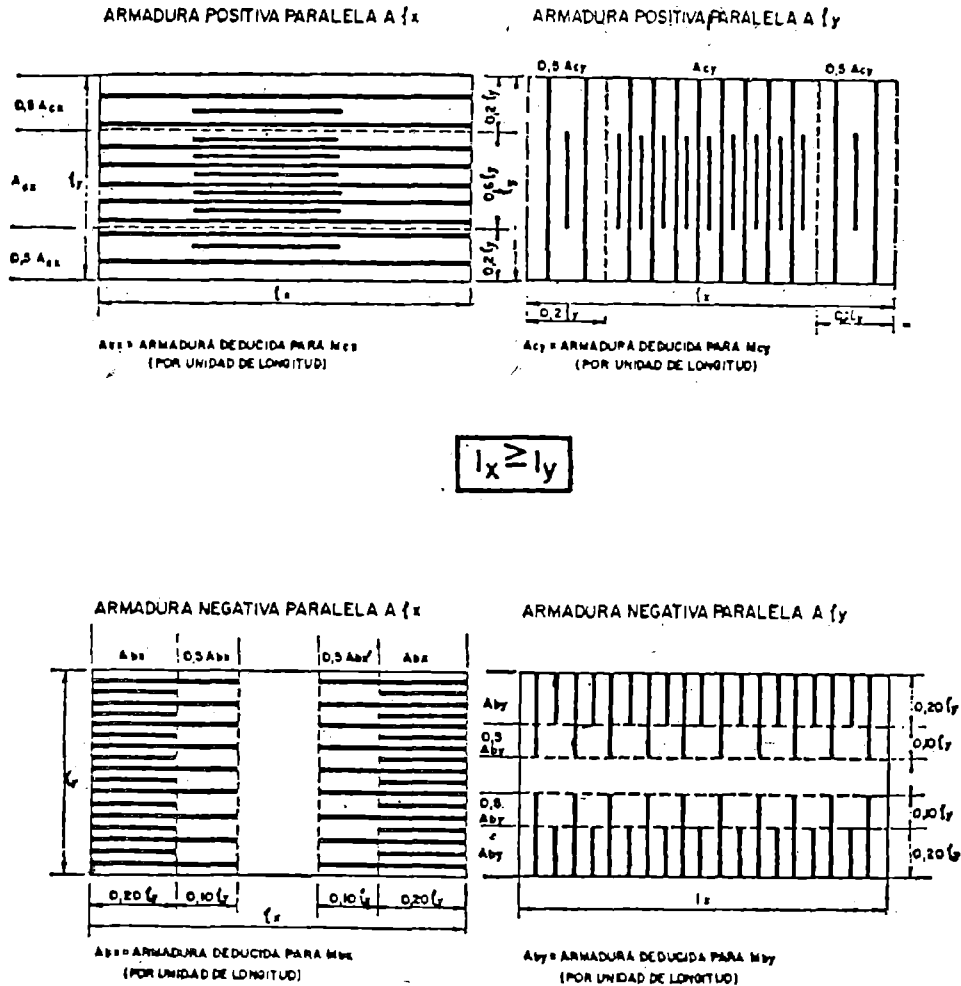 ARMADURA POSITIVA PARALELA A ℓx
ARMADURA POSITIVA PARALELA A ℓy
0,5 Acx
Acx
0,5 Acx
ℓy
0,2 ℓy
0,6 ℓy
0,2 ℓy
ℓy
ℓx
0,5 Acy
Acy
0,5 Acy
ℓx
0,2 ℓy
0,2 ℓy
Acx = ARMADURA DEDUCIDA PARA Mcx
(POR UNIDAD DE LONGITUD)
Acy = ARMADURA DEDUCIDA PARA Mcy
(POR UNIDAD DE LONGITUD)
lx ≥ ly
ARMADURA NEGATIVA PARALELA A ℓx
ARMADURA NEGATIVA PARALELA A ℓy
Abx
0,5 Abx
0,5 Abx
Abx
ℓy
0,20 ℓy
0,10 ℓy
0,10 ℓy
0,20 ℓy
ℓx
Aby
0,5
Aby
Aby
Aby
0,20 ℓy
0,10 ℓy
0,10 ℓy
0,20 ℓy
lx
Abx = ARMADURA DEDUCIDA PARA Mbx
(POR UNIDAD DE LONGITUD)
Aby = ARMADURA DEDUCIDA PARA Mby
(POR UNIDAD DE LONGITUD)